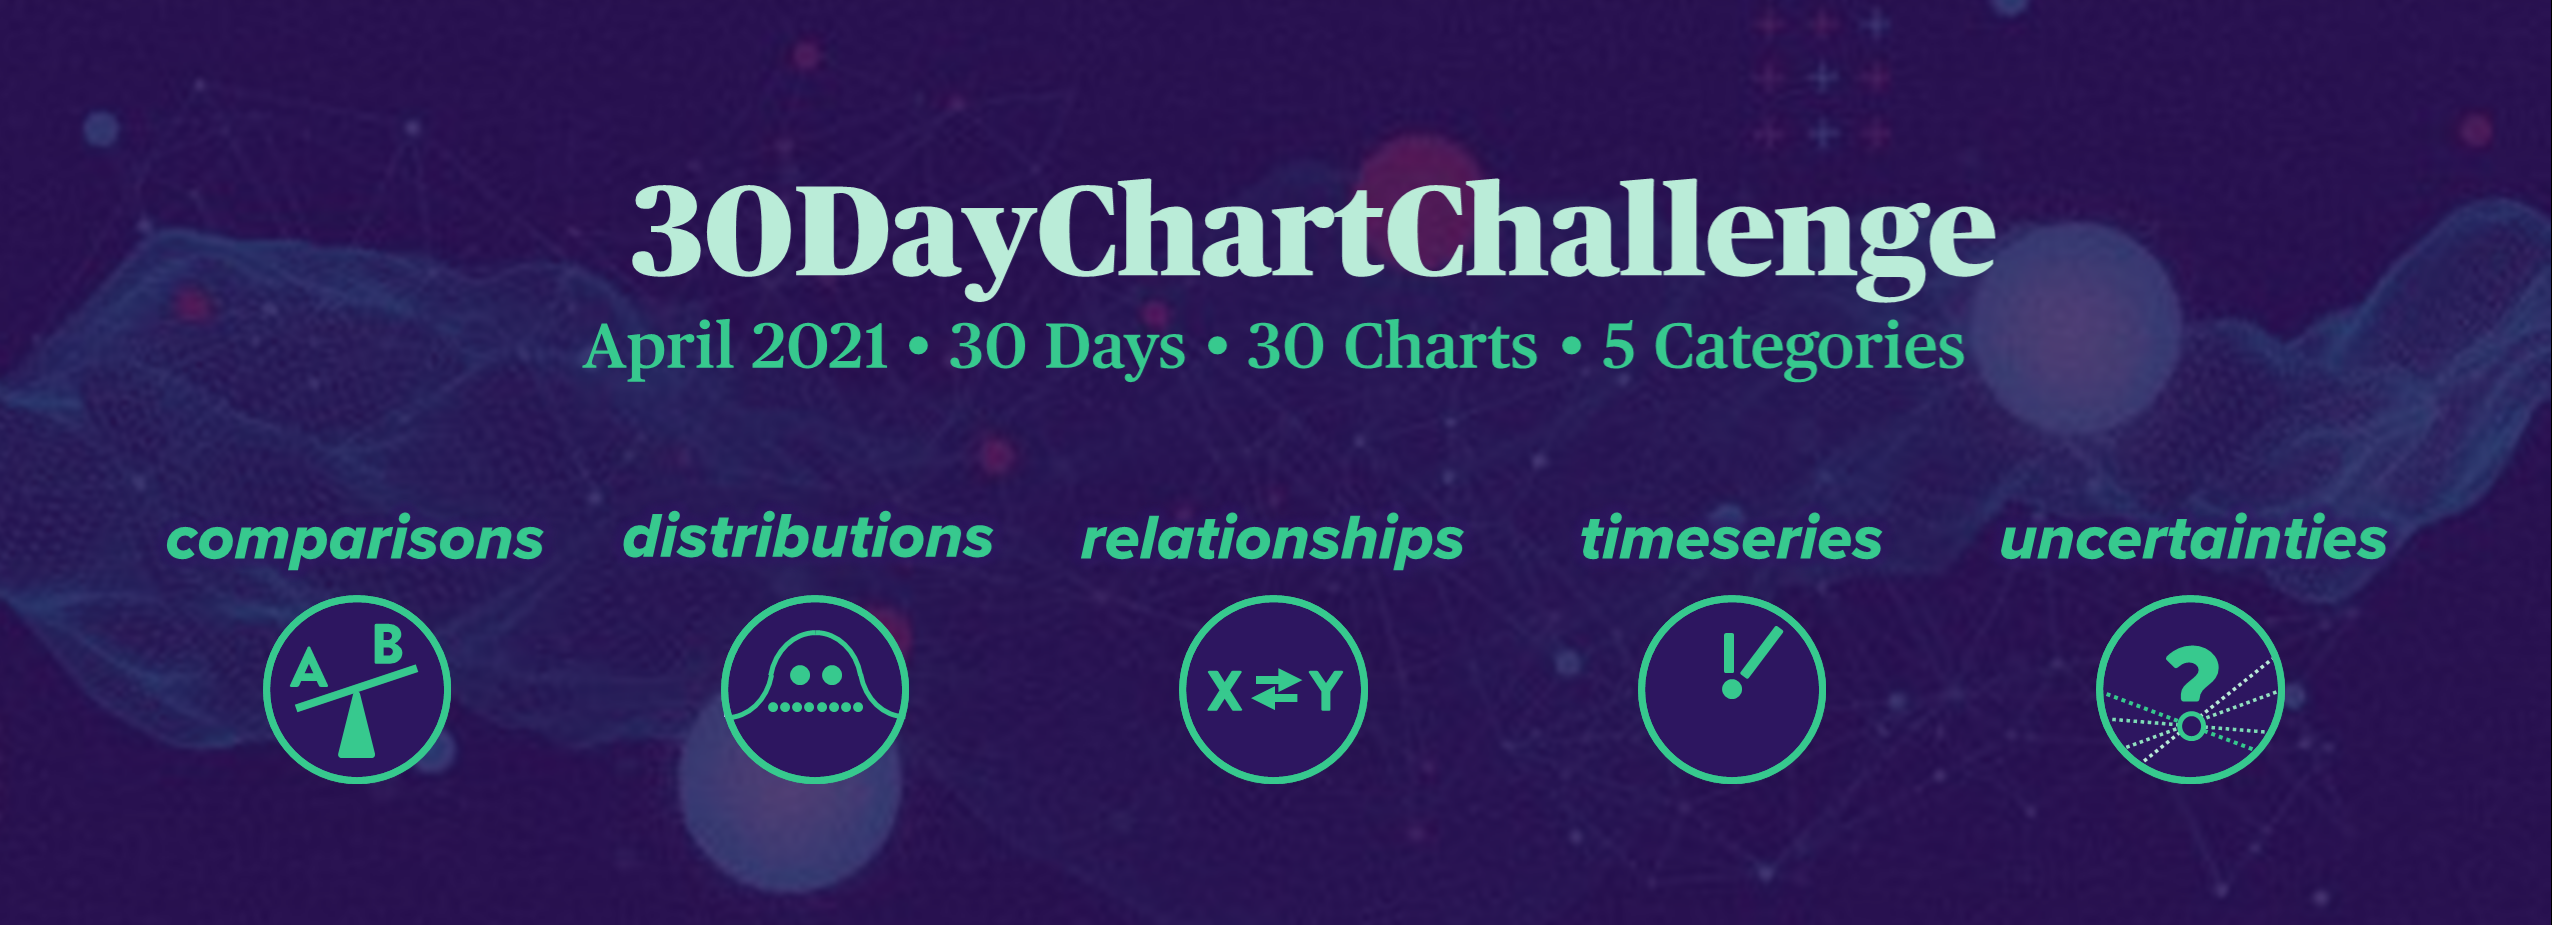 30DayChartChallenge
April 2021 • 30 Days • 30 Charts • 5 Categories
comparisons distributions relationships timeseries uncertainties
A B
X ⇄ Y
?